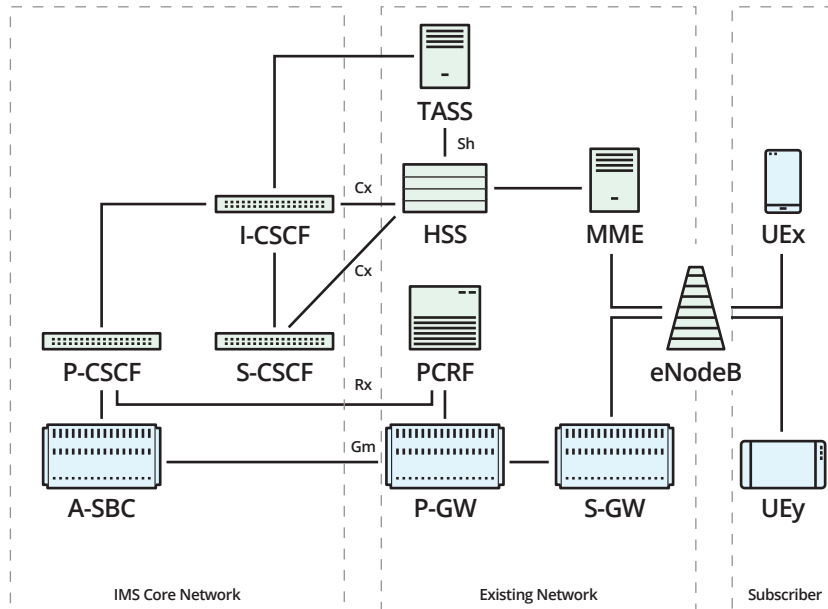 TASS
Sh
Cx
I-CSCF
HSS
MME
UEx
Cx
P-CSCF
S-CSCF
PCRF
eNodeB
Rx
Gm
A-SBC
P-GW
S-GW
UEy
IMS Core Network
Existing Network
Subscriber